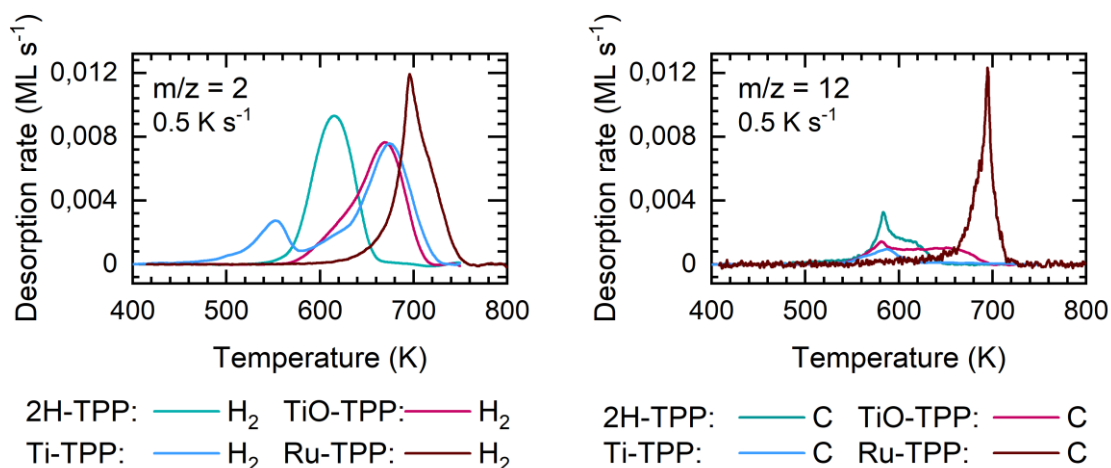 Desorption rate (ML s⁻¹)
0,012
0,008
0,004
0
m/z = 2
0.5 K s⁻¹
400 500 600 700 800
Temperature (K)
2H-TPP: H₂ TiO-TPP: H₂
Ti-TPP: H₂ Ru-TPP: H₂
Desorption rate (ML s⁻¹)
0,012
0,008
0,004
0
m/z = 12
0.5 K s⁻¹
400 500 600 700 800
Temperature (K)
2H-TPP: C TiO-TPP: C
Ti-TPP: C Ru-TPP: C